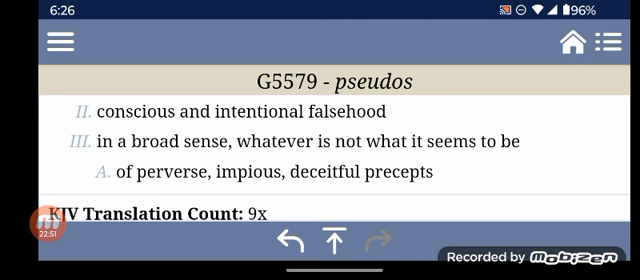 6:26 96%
G5579 - pseudos
II. conscious and intentional falsehood
III. in a broad sense, whatever is not what it seems to be
A. of perverse, impious, deceitful precepts
KJV Translation Count: 9x
22:51
Recorded by Mobizen